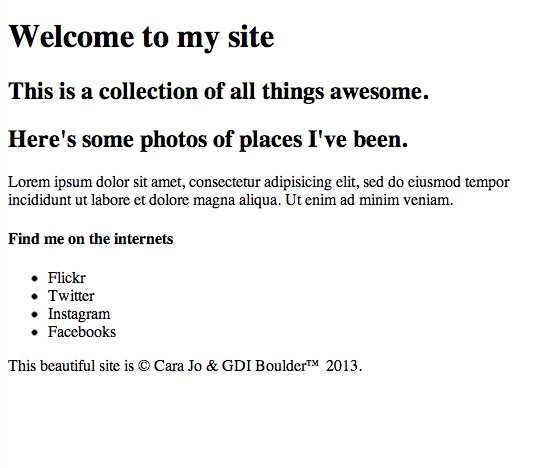 Welcome to my site
This is a collection of all things awesome.
Here's some photos of places I've been.
Lorem ipsum dolor sit amet, consectetur adipisicing elit, sed do eiusmod tempor
incididunt ut labore et dolore magna aliqua. Ut enim ad minim veniam.
Find me on the internets
• Flickr
• Twitter
• Instagram
• Facebooks
This beautiful site is © Cara Jo & GDI Boulder™ 2013.